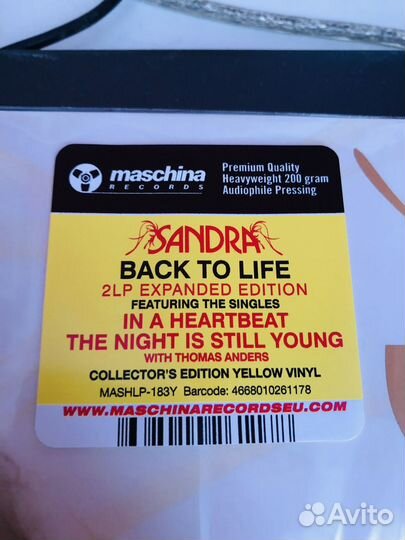 maschina
RECORDS
Premium Quality
Heavyweight 200 gram
Audiophile Pressing
SANDRA
BACK TO LIFE
2LP EXPANDED EDITION
FEATURING THE SINGLES
IN A HEARTBEAT
THE NIGHT IS STILL YOUNG
WITH THOMAS ANDERS
COLLECTOR'S EDITION YELLOW VINYL
MASHLP-183Y Barcode: 4668010261178
WWW.MASCHINARECORDSEU.COM
Avito